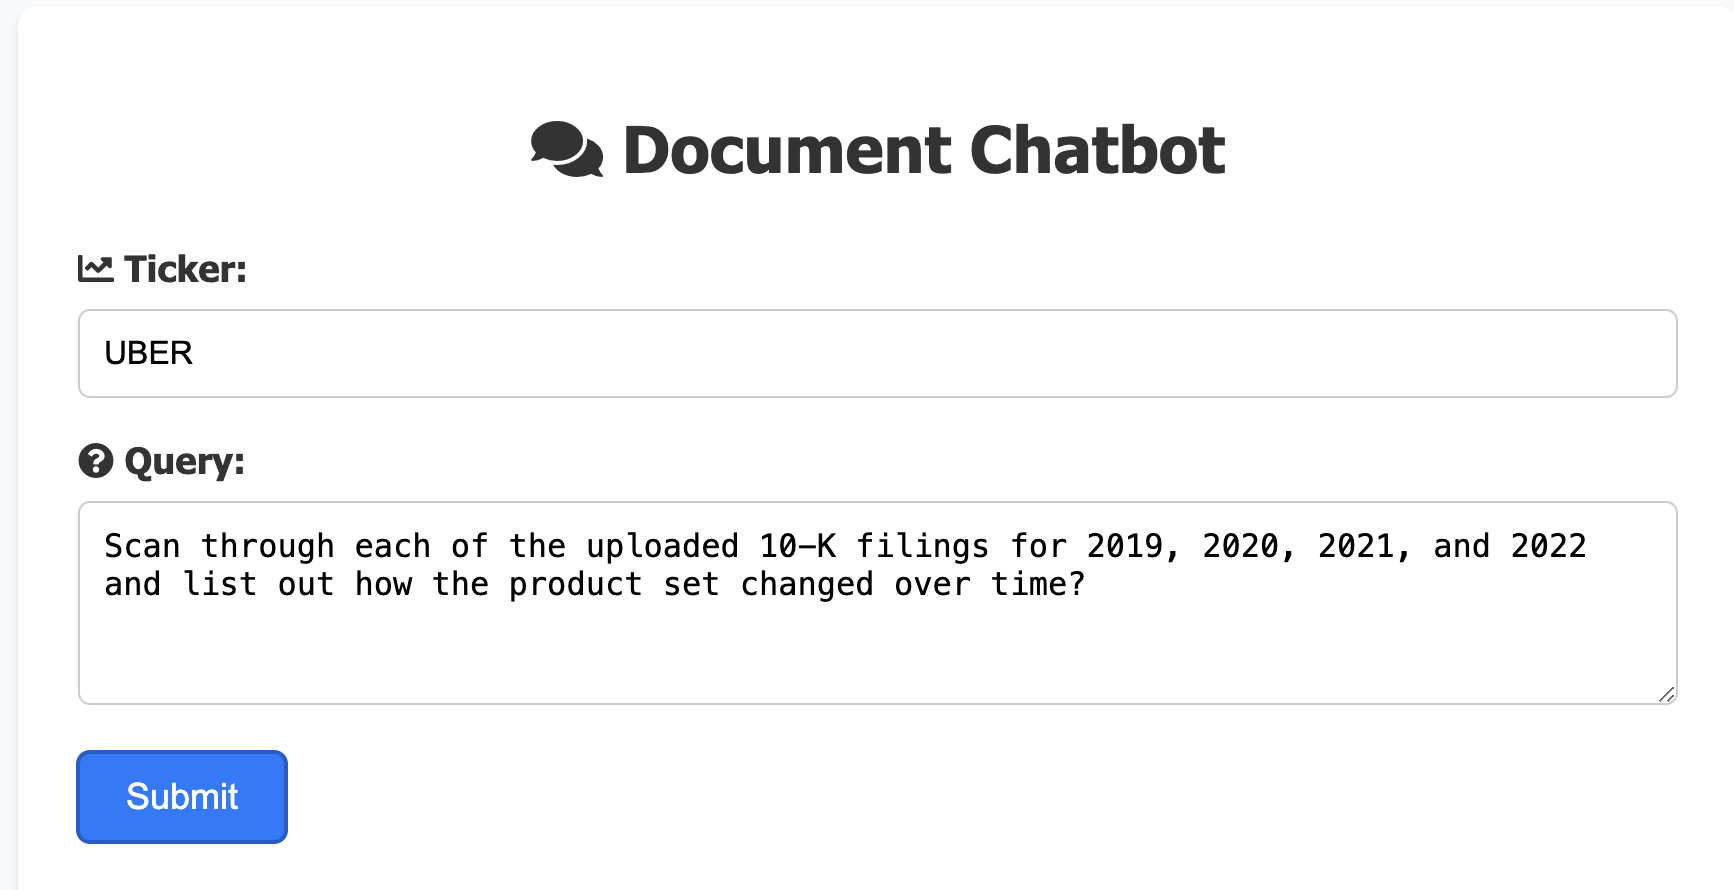 Document Chatbot
Ticker:
UBER
Query:
Scan through each of the uploaded 10-K filings for 2019, 2020, 2021, and 2022
and list out how the product set changed over time?
Submit